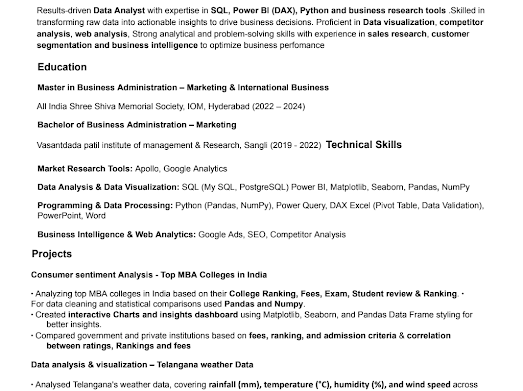 Results-driven Data Analyst with expertise in SQL, Power BI (DAX), Python and business research tools .Skilled in
transforming raw data into actionable insights to drive business decisions. Proficient in Data visualization, competitor
analysis, web analysis, Strong analytical and problem-solving skills with experience in sales research, customer
segmentation and business intelligence to optimize business perfomance
Education
Master in Business Administration – Marketing & International Business
All India Shree Shiva Memorial Society, IOM, Hyderabad (2022 – 2024)
Bachelor of Business Administration – Marketing
Vasantdada patil institute of management & Research, Sangli (2019 - 2022) Technical Skills
Market Research Tools: Apollo, Google Analytics
Data Analysis & Data Visualization: SQL (My SQL, PostgreSQL) Power BI, Matplotlib, Seaborn, Pandas, NumPy
Programming & Data Processing: Python (Pandas, NumPy), Power Query, DAX Excel (Pivot Table, Data Validation),
PowerPoint, Word
Business Intelligence & Web Analytics: Google Ads, SEO, Competitor Analysis
Projects
Consumer sentiment Analysis - Top MBA Colleges in India
· Analyzing top MBA colleges in India based on their College Ranking, Fees, Exam, Student review & Ranking. ·
For data cleaning and statistical comparisons used Pandas and Numpy.
· Created interactive Charts and insights dashboard using Matplotlib, Seaborn, and Pandas Data Frame styling for
better insights.
· Compared government and private institutions based on fees, ranking, and admission criteria & correlation
between ratings, Rankings and fees
Data analysis & visualization – Telangana weather Data
· Analysed Telangana's weather data, covering rainfall (mm), temperature (°C), humidity (%), and wind speed across